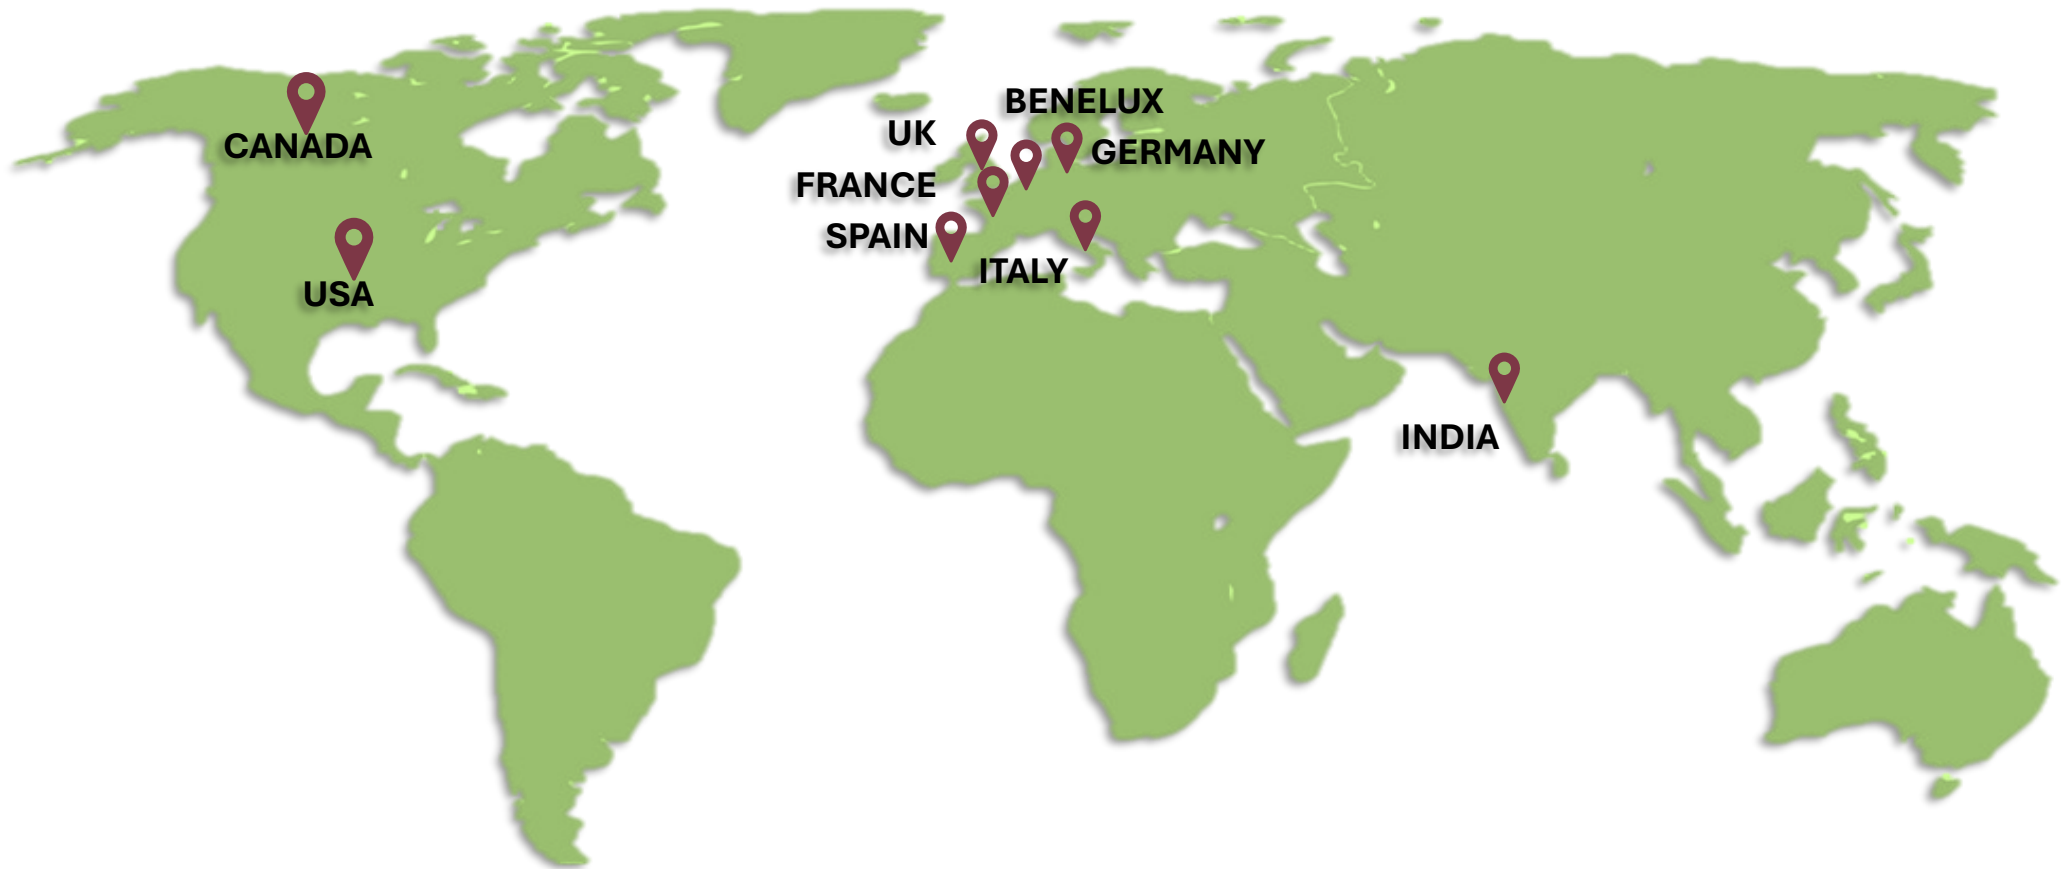 CANADA
USA
BENELUX
UK
GERMANY
FRANCE
SPAIN
ITALY
INDIA